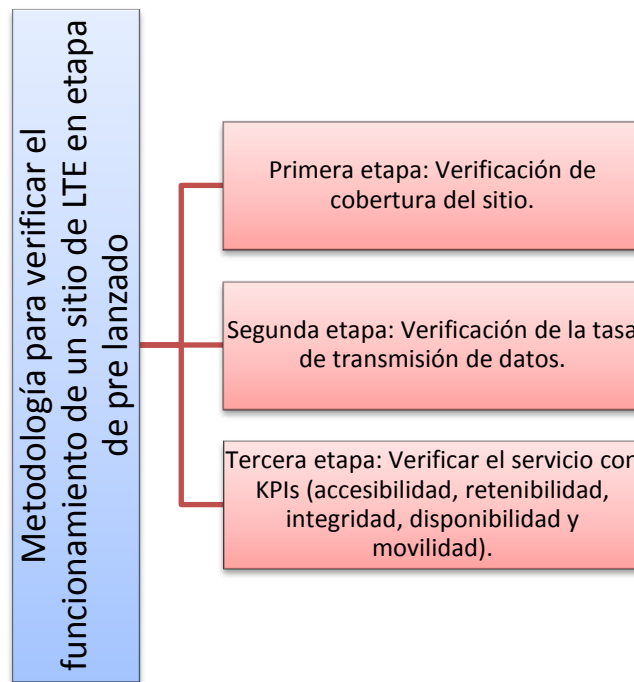 Metodología para verificar el
funcionamiento de un sitio de LTE en etapa
de pre lanzado
Primera etapa: Verificación de
cobertura del sitio.
Segunda etapa: Verificación de la tasa
de transmisión de datos.
Tercera etapa: Verificar el servicio con
KPIs (accesibilidad, retenibilidad,
integridad, disponibilidad y
movilidad).